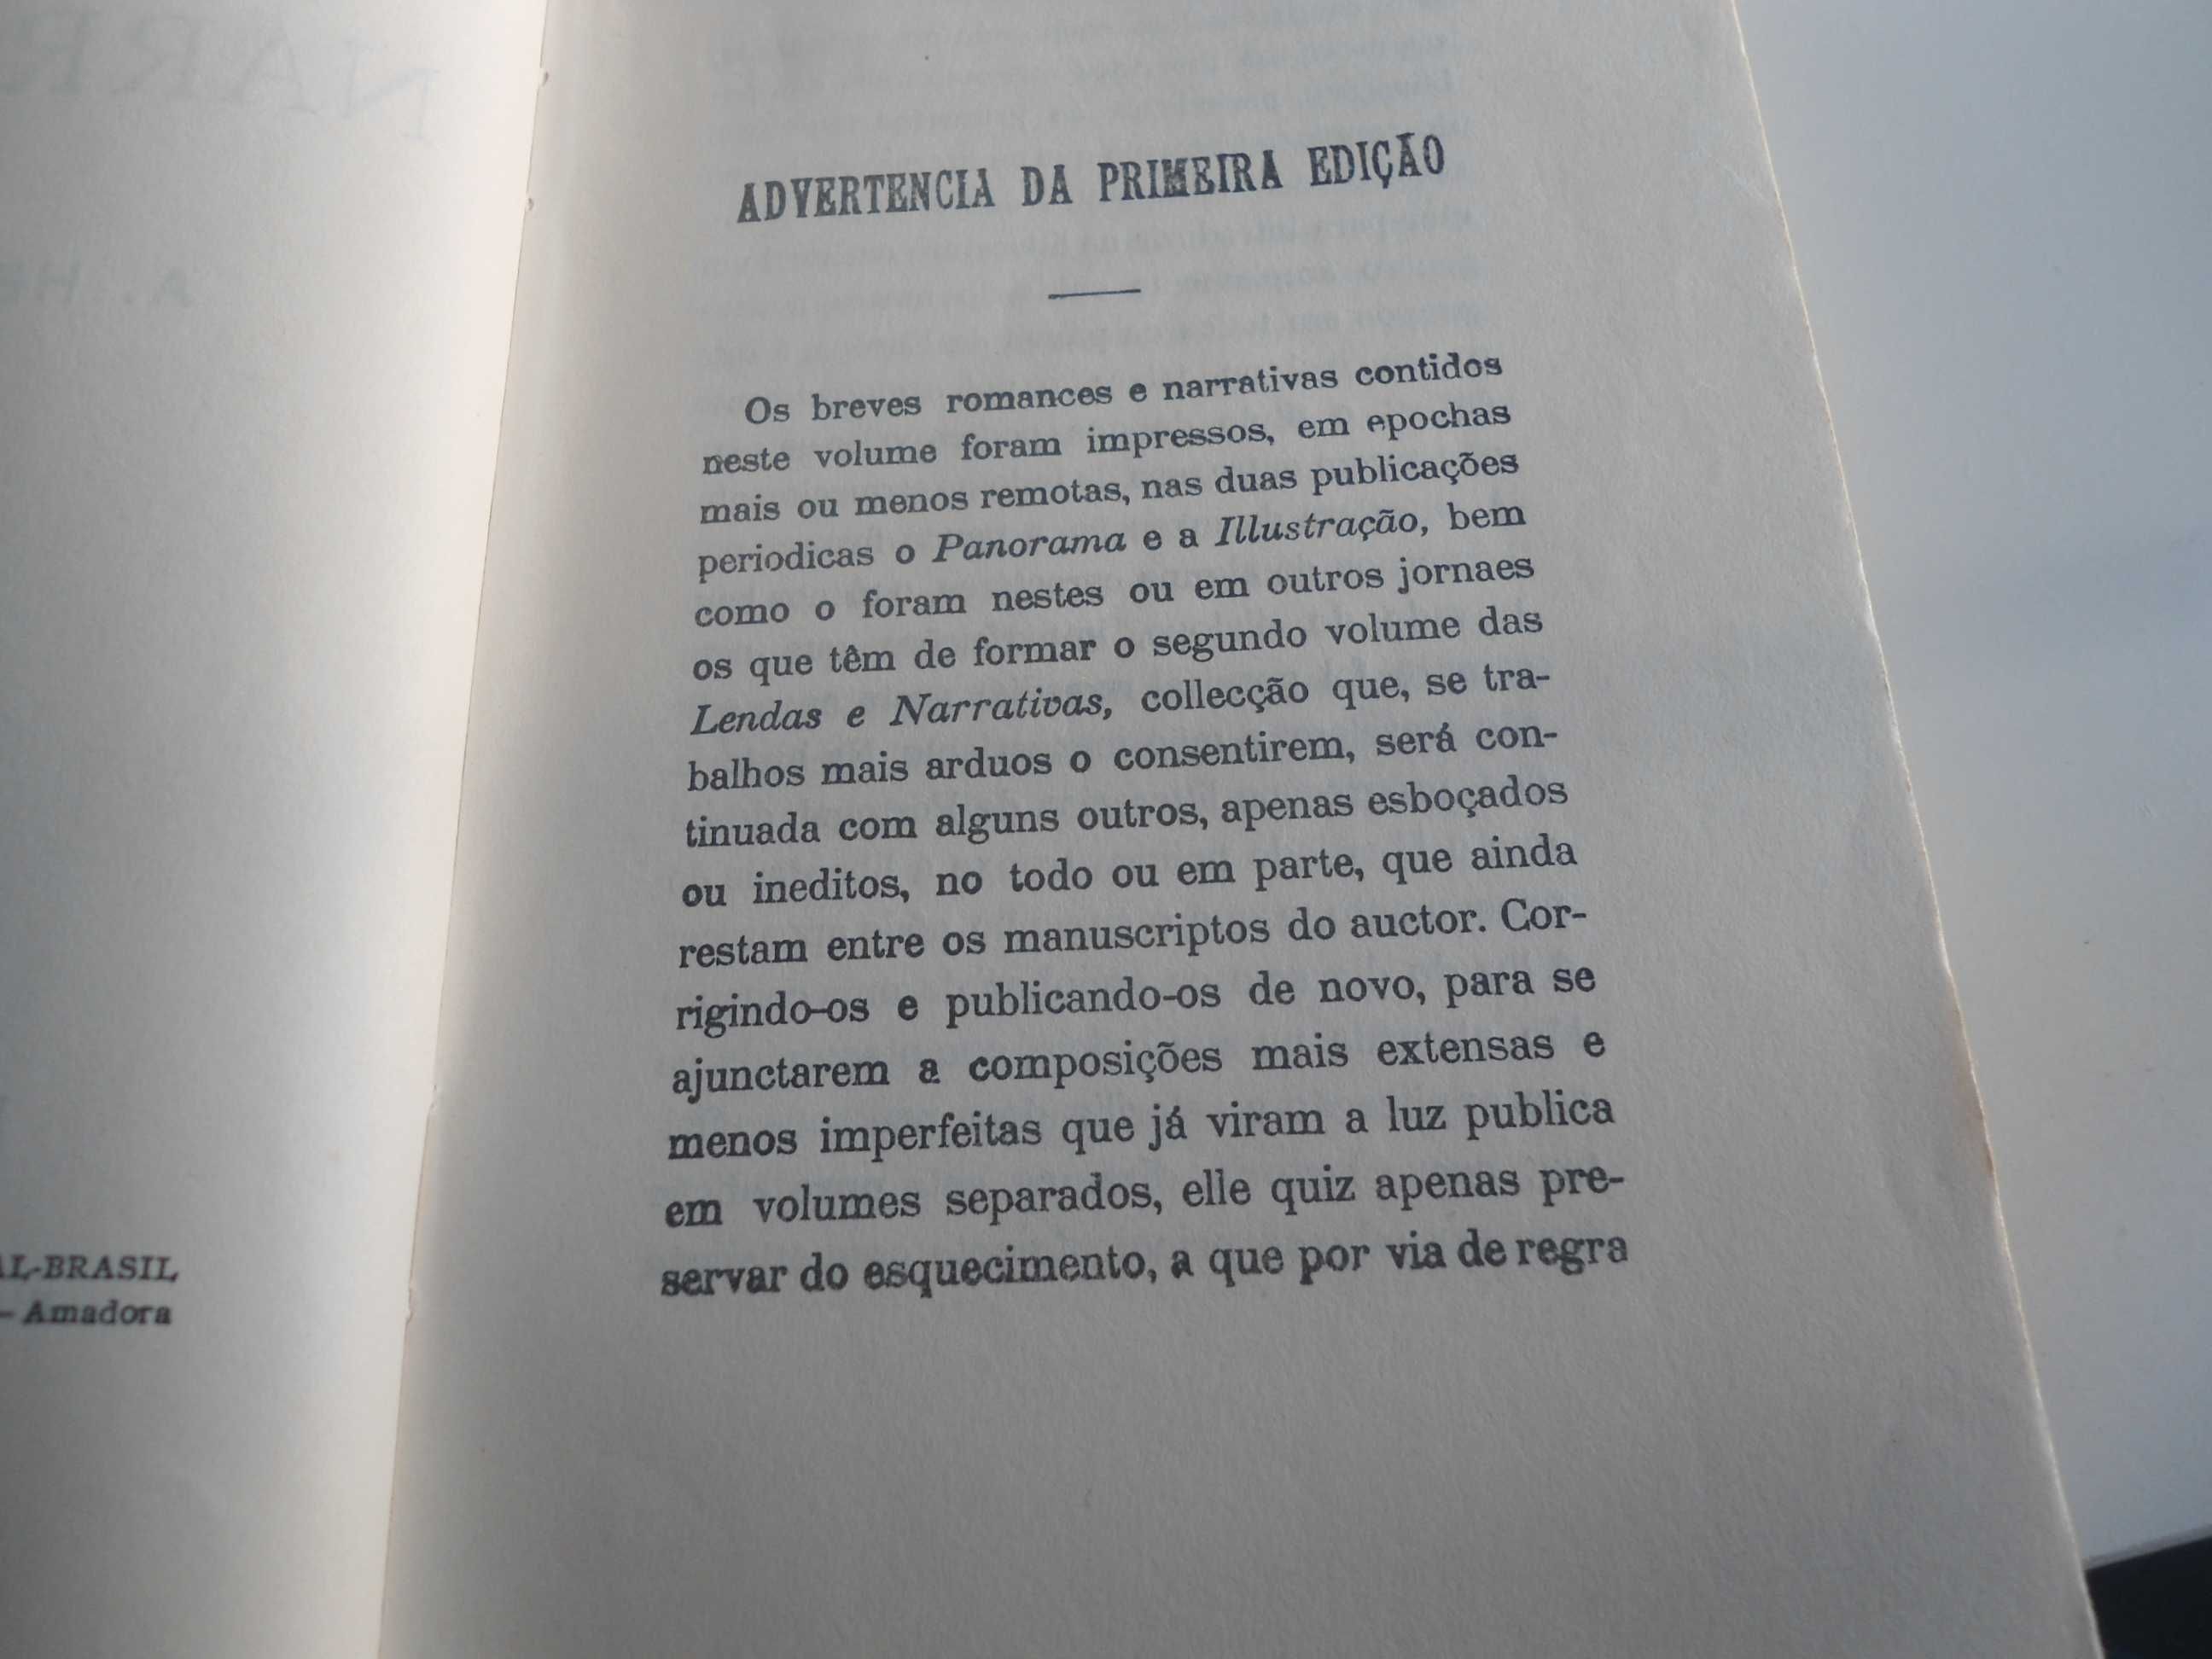 AL-BRASIL
— Amadora
ADVERTENCIA DA PRIMEIRA EDIÇÃO
Os breves romances e narrativas contidos
neste volume foram impressos, em epochas
mais ou menos remotas, nas duas publicações
periodicas o Panorama e a Illustração, bem
como o foram nestes ou em outros jornaes
os que têm de formar o segundo volume das
Lendas e Narrativas, collecção que, se tra-
balhos mais arduos o consentirem, será con-
tinuada com alguns outros, apenas esboçados
ou ineditos, no todo ou em parte, que ainda
restam entre os manuscriptos do auctor. Cor-
rigindo-os e publicando-os de novo, para se
ajunctarem a composições mais extensas e
menos imperfeitas que já viram a luz publica
em volumes separados, elle quiz apenas pre-
servar do esquecimento, a que por via de regra